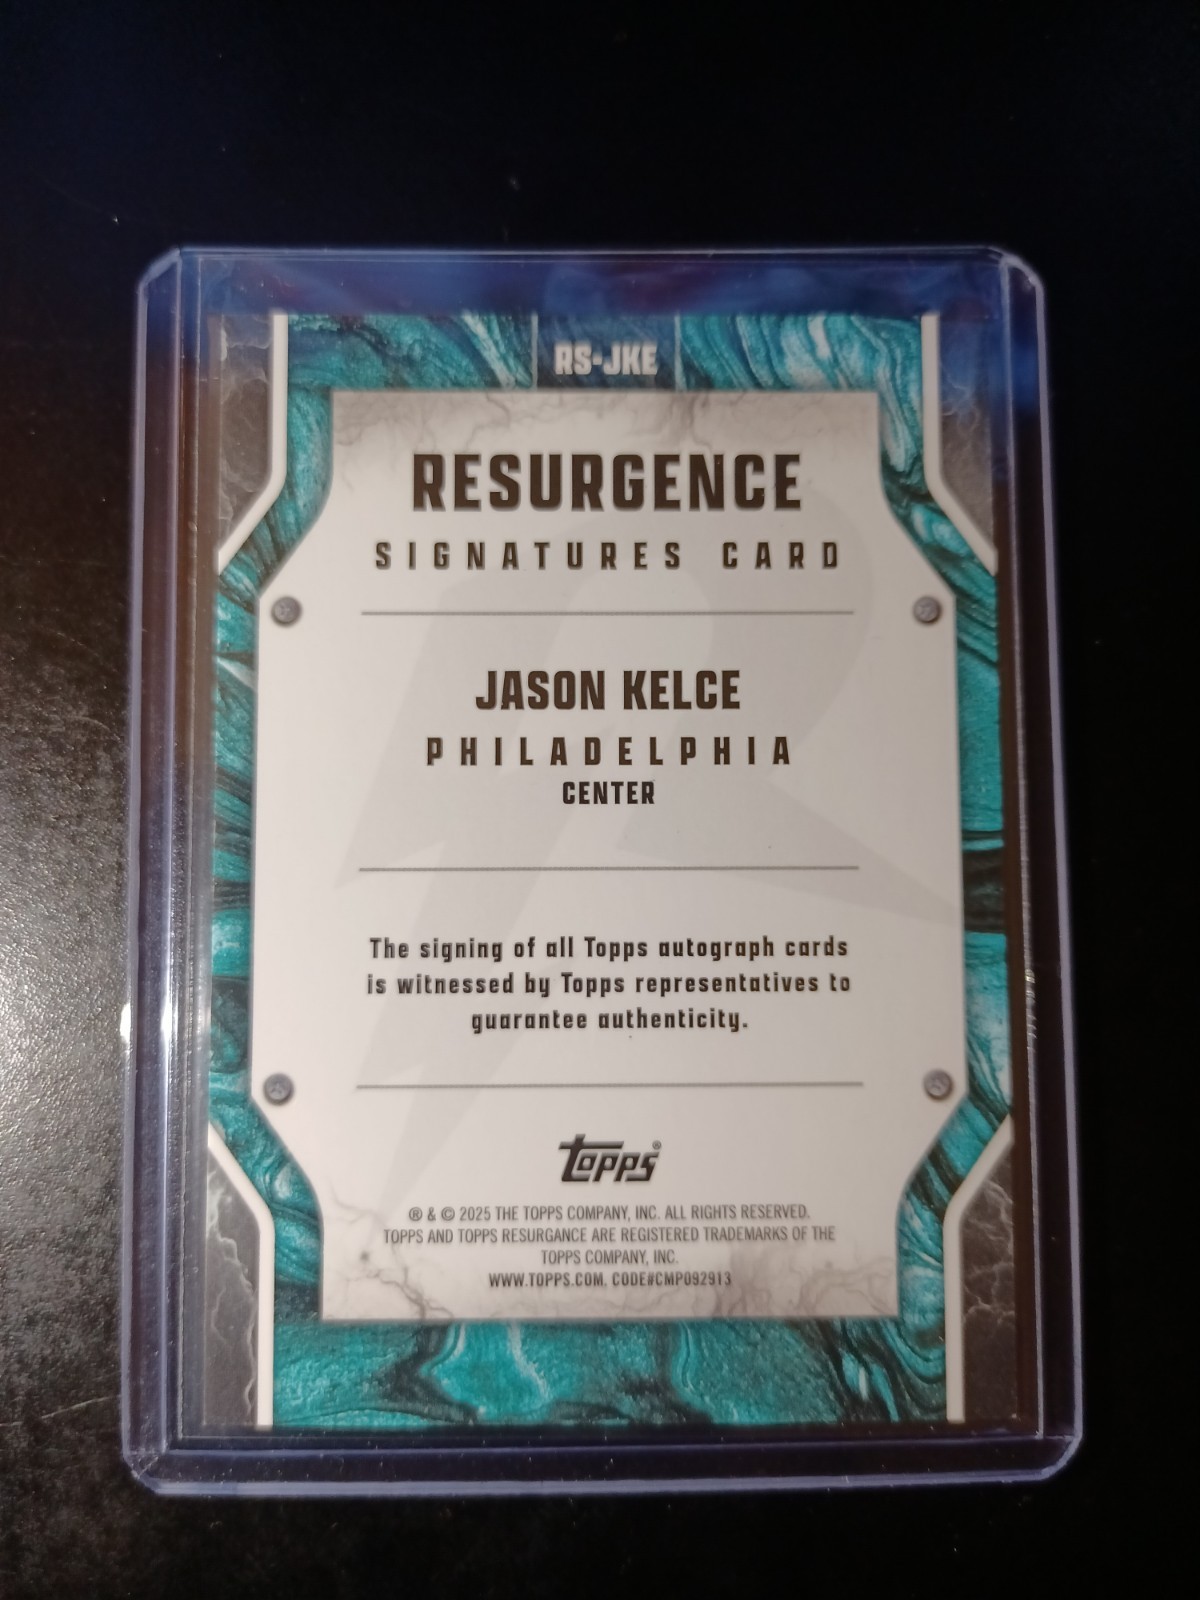 RS-JKE
RESURGENCE
SIGNATURES CARD
JASON KELCE
PHILADELPHIA
CENTER
The signing of all Topps autograph cards
is witnessed by Topps representatives to
guarantee authenticity.
topps®
® & © 2025 THE TOPPS COMPANY, INC. ALL RIGHTS RESERVED.
TOPPS AND TOPPS RESURGANCE ARE REGISTERED TRADEMARKS OF THE
TOPPS COMPANY, INC.
WWW.TOPPS.COM. CODE#CMP092913